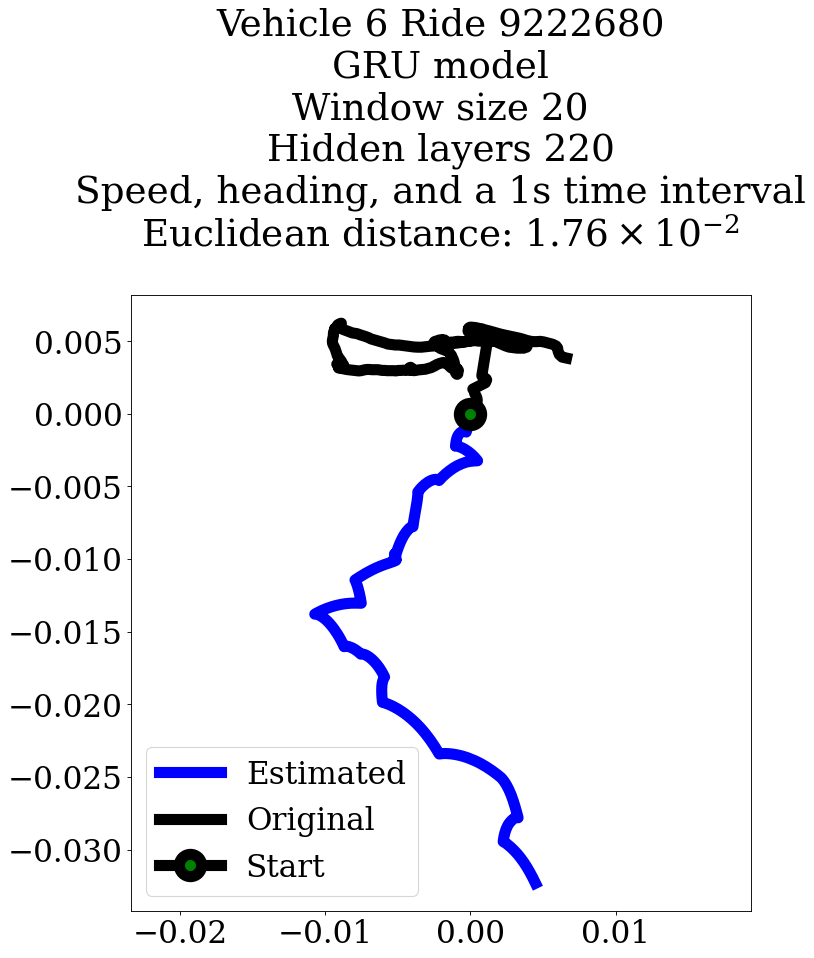 Vehicle 6 Ride 9222680
GRU model
Window size 20
Hidden layers 220
Speed, heading, and a 1s time interval
Euclidean distance: 1.76 × 10⁻²
0.005
0.000
−0.005
−0.010
−0.015
−0.020
−0.025
−0.030
Estimated
Original
Start
−0.02
−0.01
0.00
0.01